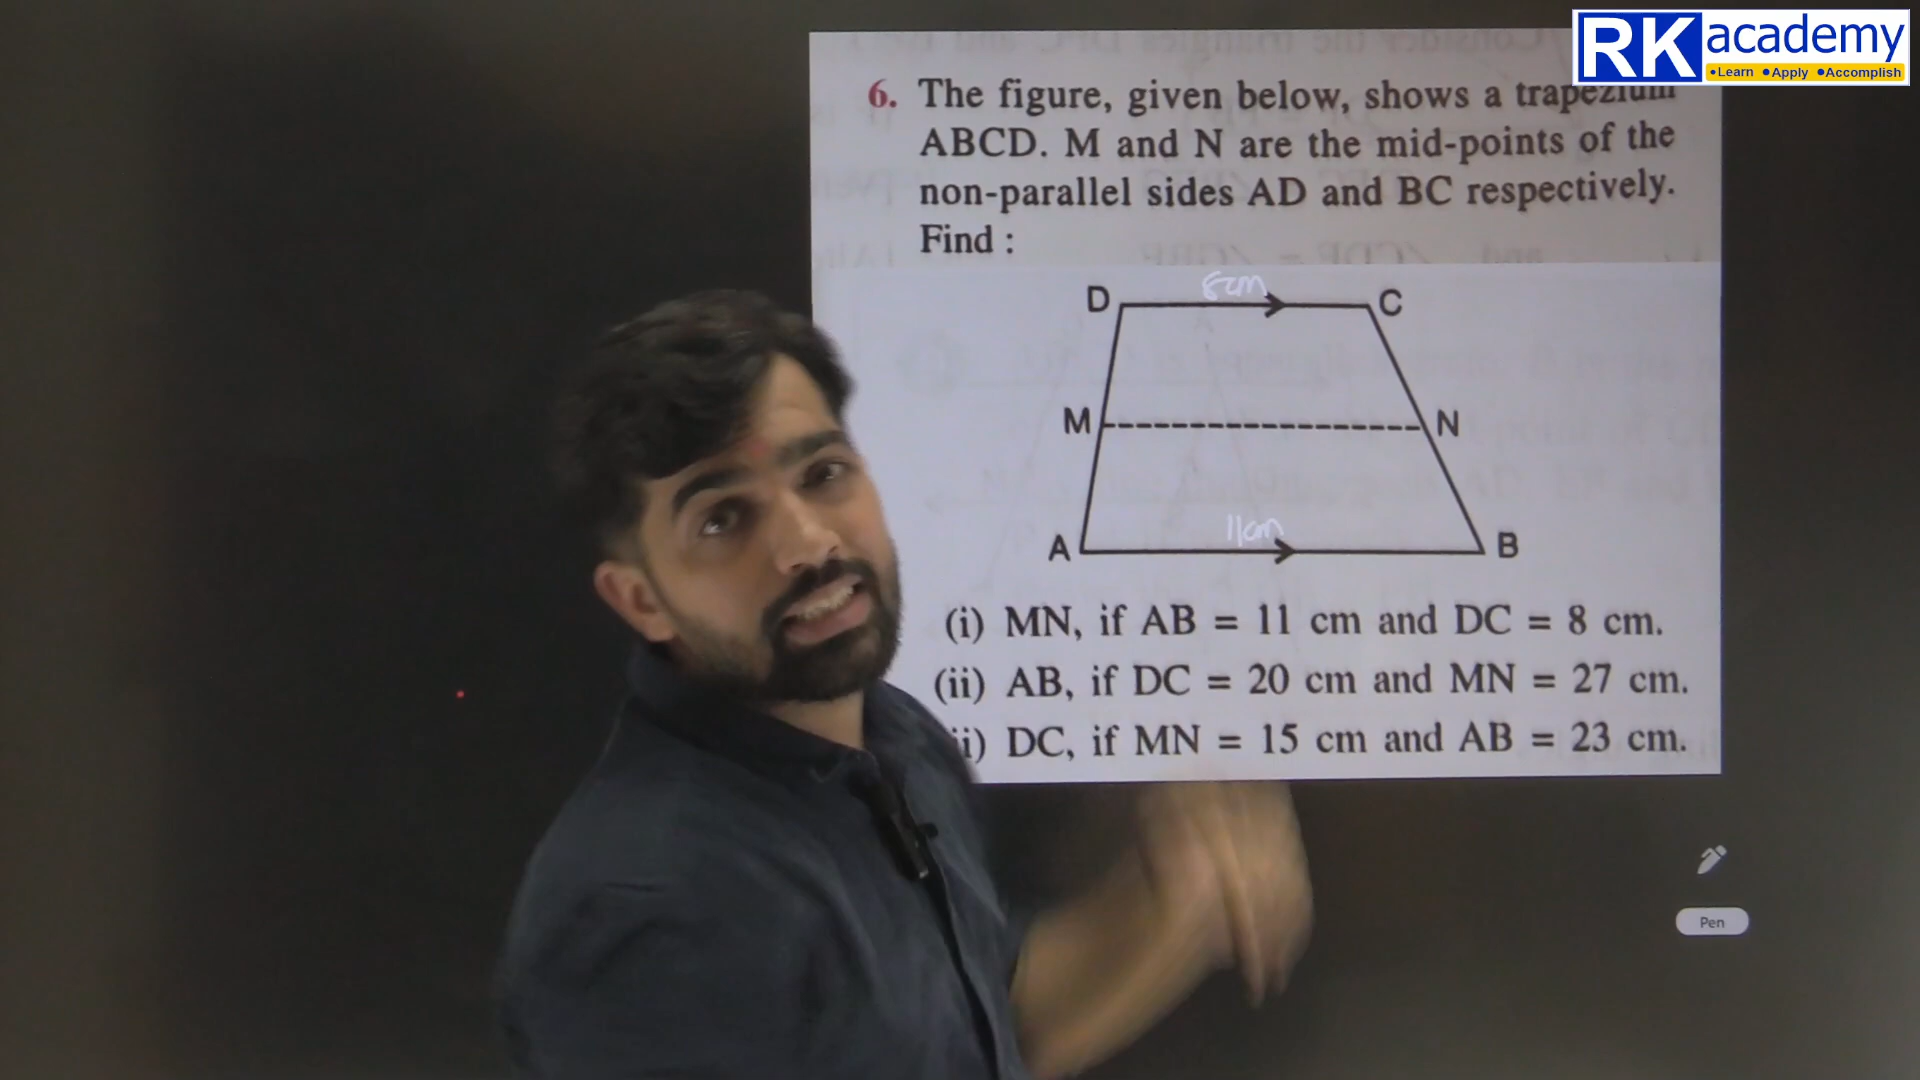 RK academy
•Learn •Apply •Accomplish
6. The figure, given below, shows a trapezium
ABCD. M and N are the mid-points of the
non-parallel sides AD and BC respectively.
Find :
8cm
D C
M N
11cm
A B
(i) MN, if AB = 11 cm and DC = 8 cm.
(ii) AB, if DC = 20 cm and MN = 27 cm.
ii) DC, if MN = 15 cm and AB = 23 cm.
Pen